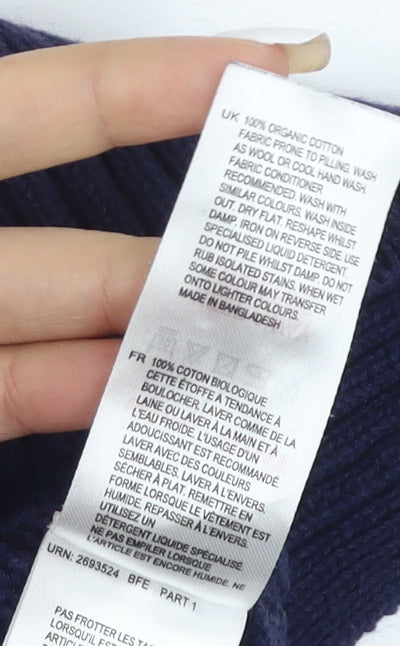 UK 100% ORGANIC COTTON
FABRIC PRONE TO PILLING. WASH
AS WOOL OR COOL HAND WASH
FABRIC CONDITIONER
RECOMMENDED. WASH WITH
SIMILAR COLOURS. WASH INSIDE
OUT. DRY FLAT. RESHAPE WHILST
DAMP. IRON ON REVERSE SIDE. USE
SPECIALISED LIQUID DETERGENT.
DO NOT PILE WHILST DAMP. DO NOT
RUB ISOLATED STAINS. WHEN WET
SOME COLOUR MAY TRANSFER
ONTO LIGHTER COLOURS.
MADE IN BANGLADESH
FR 100% COTON BIOLOGIQUE
CETTE ÉTOFFE A TENDANCE À
BOULOCHER, LAVER COMME DE LA
LAINE OU LAVER À LA MAIN ET À
L'EAU FROIDE. L'USAGE D'UN
ADOUCISSANT EST RECOMMANDÉ.
LAVER AVEC DES COULEURS
SEMBLABLES, LAVER À L'ENVERS.
SÉCHER À PLAT. REMETTRE EN
FORME LORSQUE LE VÊTEMENT EST
HUMIDE, REPASSER À L'ENVERS.
UTILISEZ UN
DÉTERGENT LIQUIDE SPÉCIALISÉ.
NE PAS EMPILER LORSQUE
L'ARTICLE EST ENCORE HUMIDE. NE
URN: 2693524 BFE PART 1
PAS FROTTER LES
LORSQU'IL EST